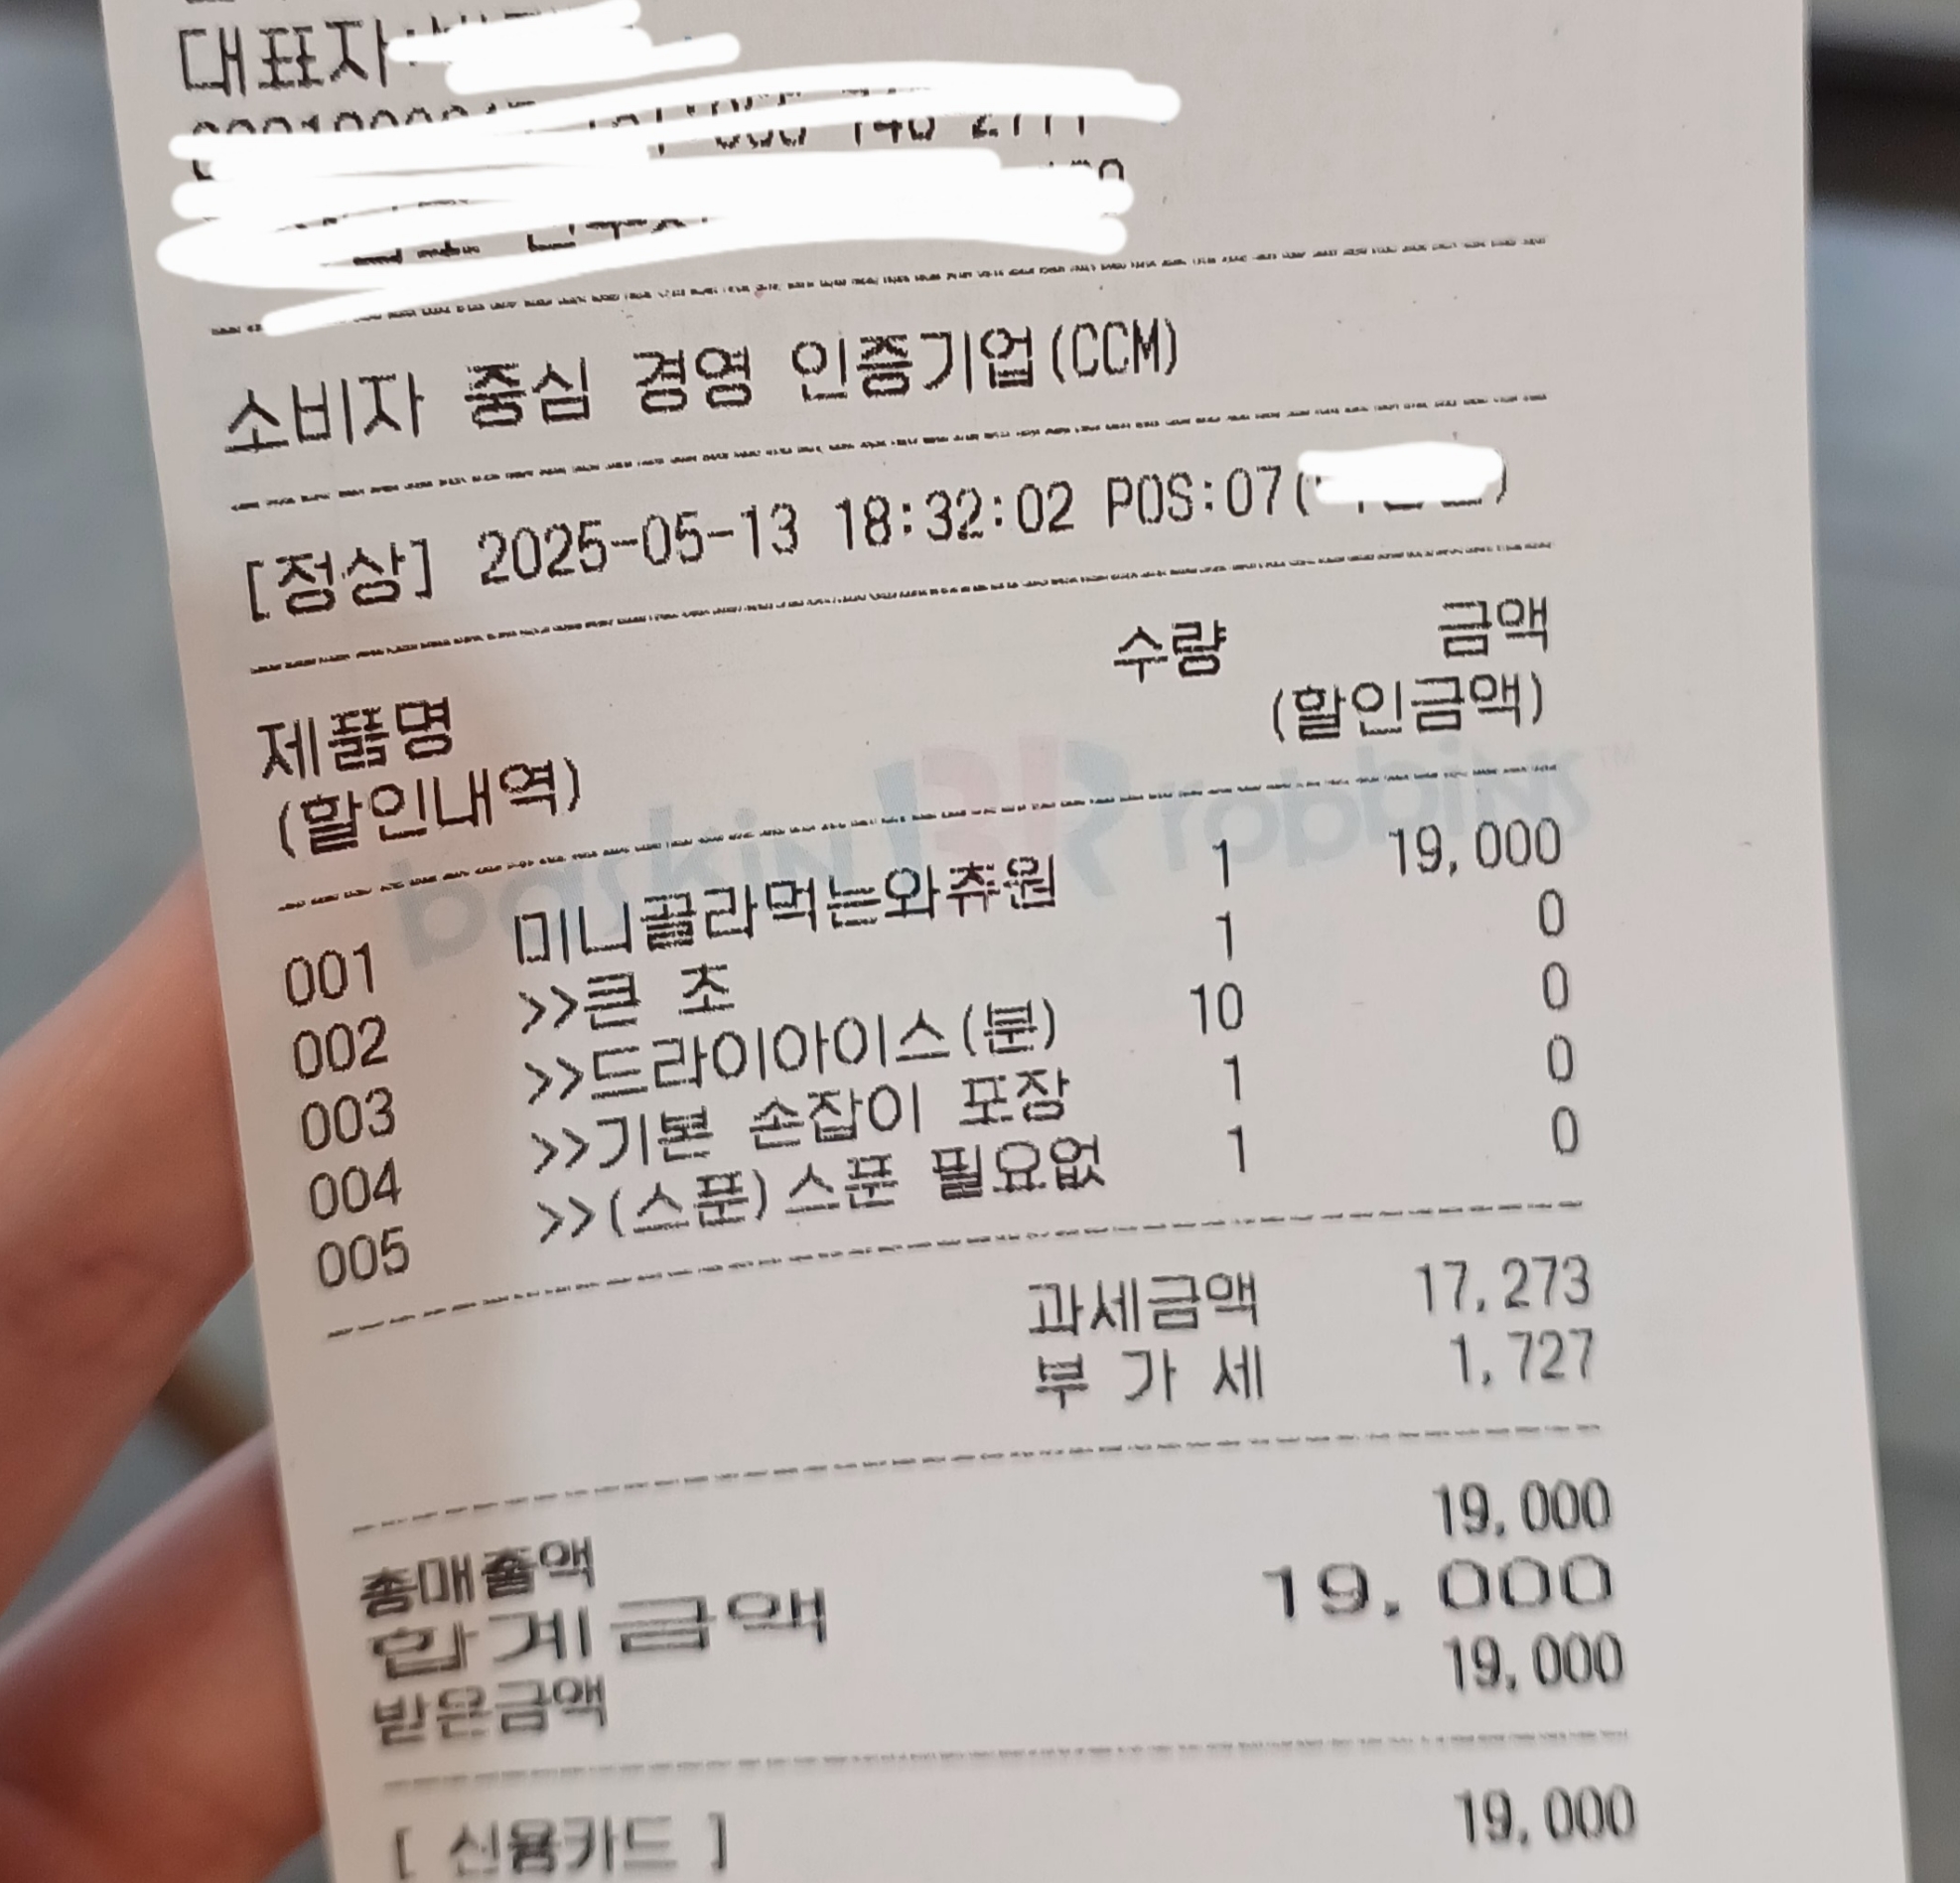 대표자:
소비자 중심 경영 인증기업(CCM)
[정상] 2025-05-13 18:32:02 POS:07(
수량 금액
제품명 (할인금액)
(할인내역)
baskin BR robbins™
001 미니골라먹는와츄원 1 19,000
002 >>큰 초 1 0
003 >>드라이아이스(분) 10 0
004 >>기본 손잡이 포장 1 0
005 >>(스푼)스푼 필요없 1 0
과세금액 17,273
부 가 세 1,727
총매출액 19,000
합계금액 19,000
받은금액 19,000
[ 신용카드 ] 19,000